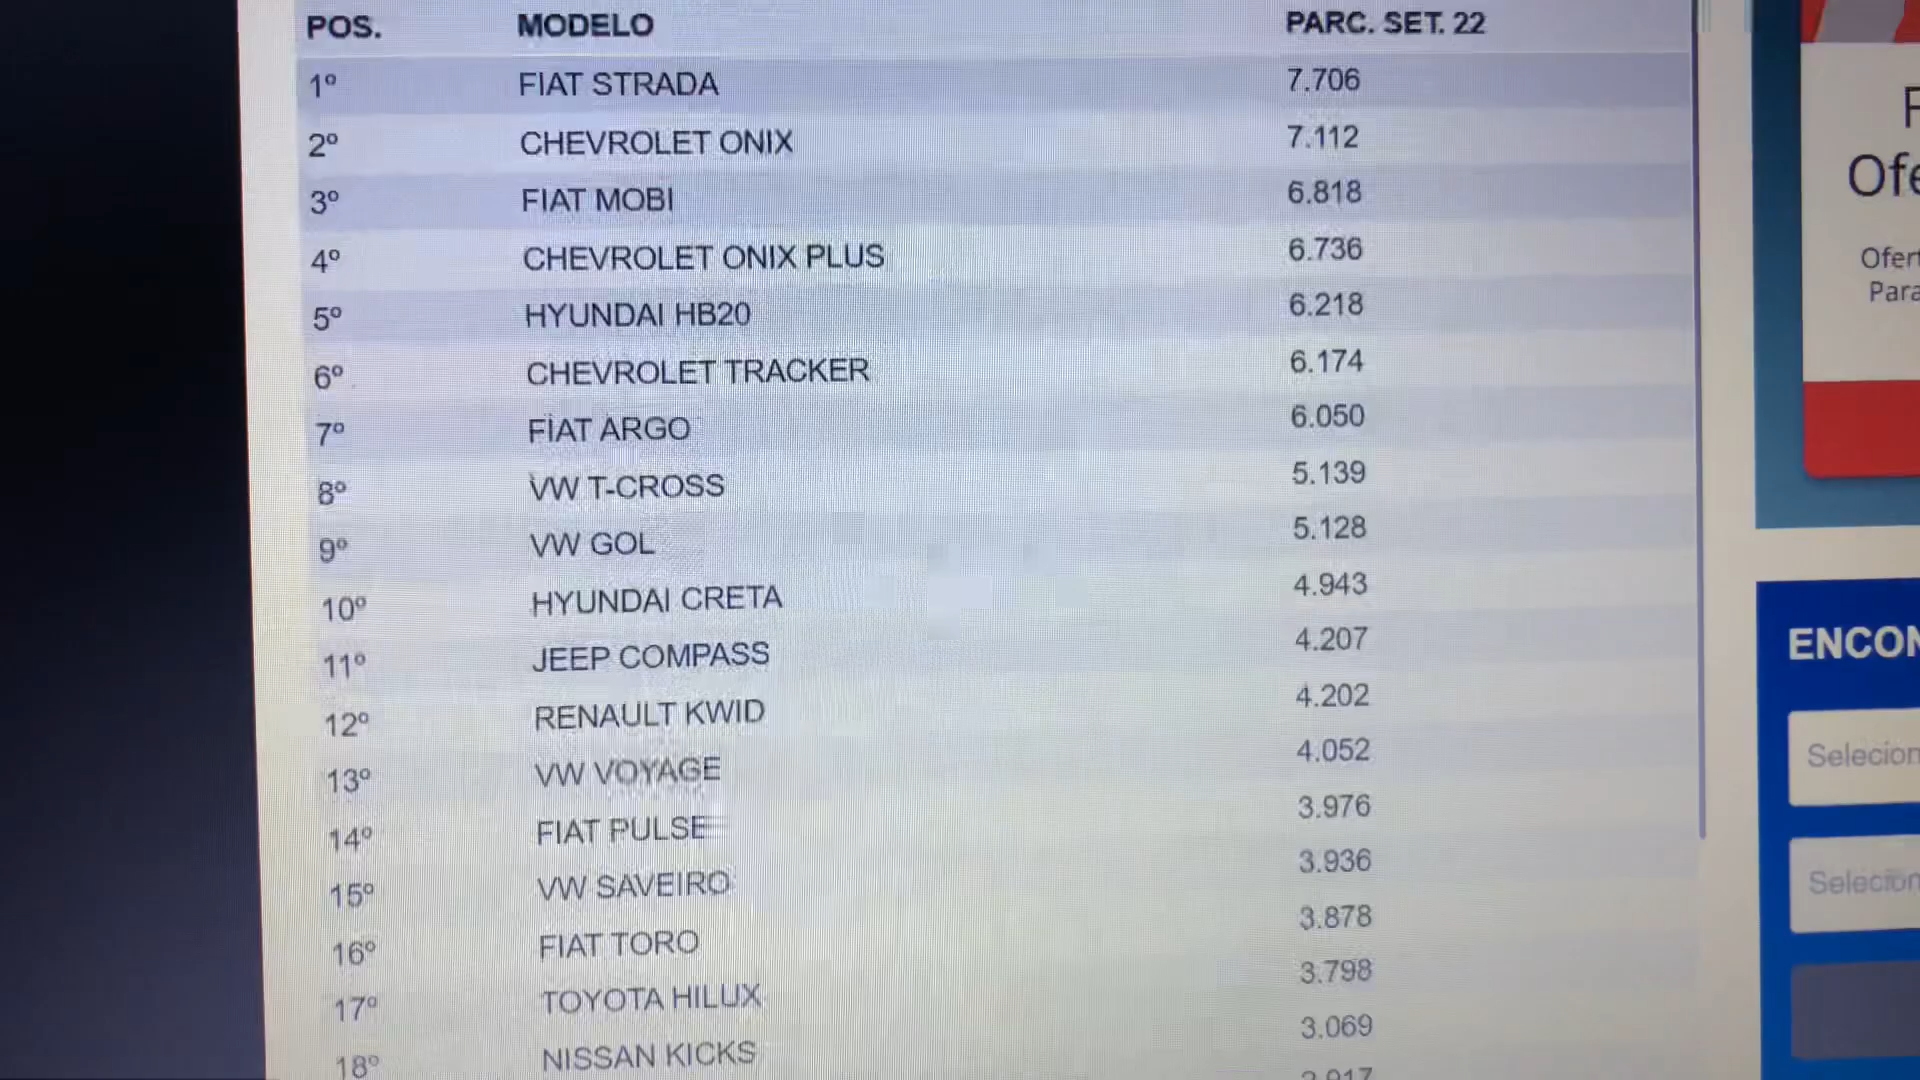 POS. MODELO PARC. SET. 22
1º FIAT STRADA 7.706
2º CHEVROLET ONIX 7.112
3º FIAT MOBI 6.818
4º CHEVROLET ONIX PLUS 6.736
5º HYUNDAI HB20 6.218
6º CHEVROLET TRACKER 6.174
7º FIAT ARGO 6.050
8º VW T-CROSS 5.139
9º VW GOL 5.128
10º HYUNDAI CRETA 4.943
11º JEEP COMPASS 4.207
12º RENAULT KWID 4.202
13º VW VOYAGE 4.052
14º FIAT PULSE 3.976
15º VW SAVEIRO 3.936
16º FIAT TORO 3.878
17º TOYOTA HILUX 3.798
18º NISSAN KICKS 3.069
F
Ofe
Ofert
Para
ENCON
Selecion
Selecion